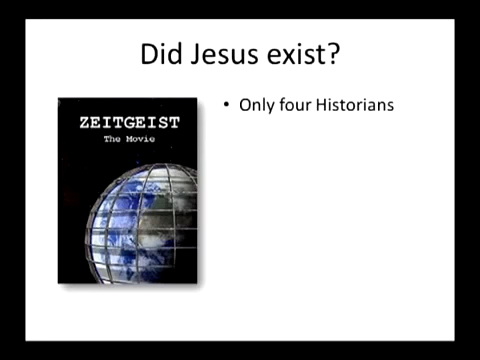 Did Jesus exist?
ZEITGEIST
The Movie
• Only four Historians